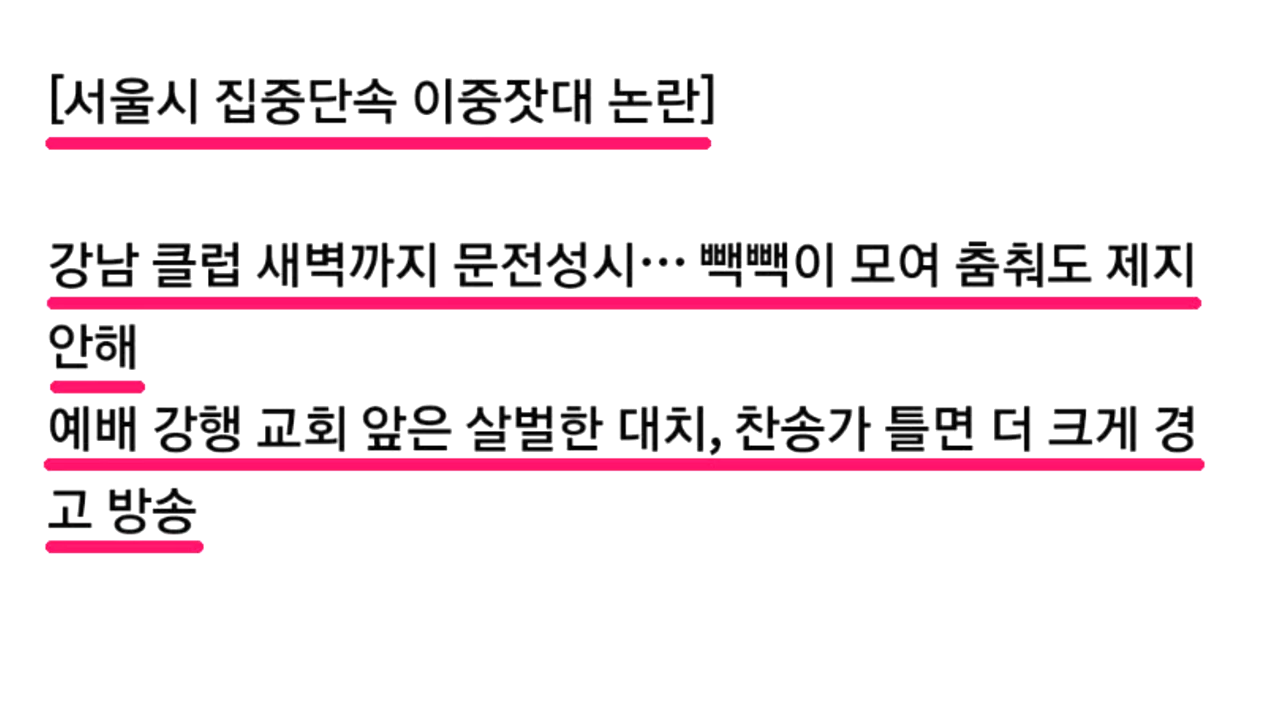 [서울시 집중단속 이중잣대 논란]
강남 클럽 새벽까지 문전성시… 빽빽이 모여 춤춰도 제지
안해
예배 강행 교회 앞은 살벌한 대치, 찬송가 틀면 더 크게 경
고 방송